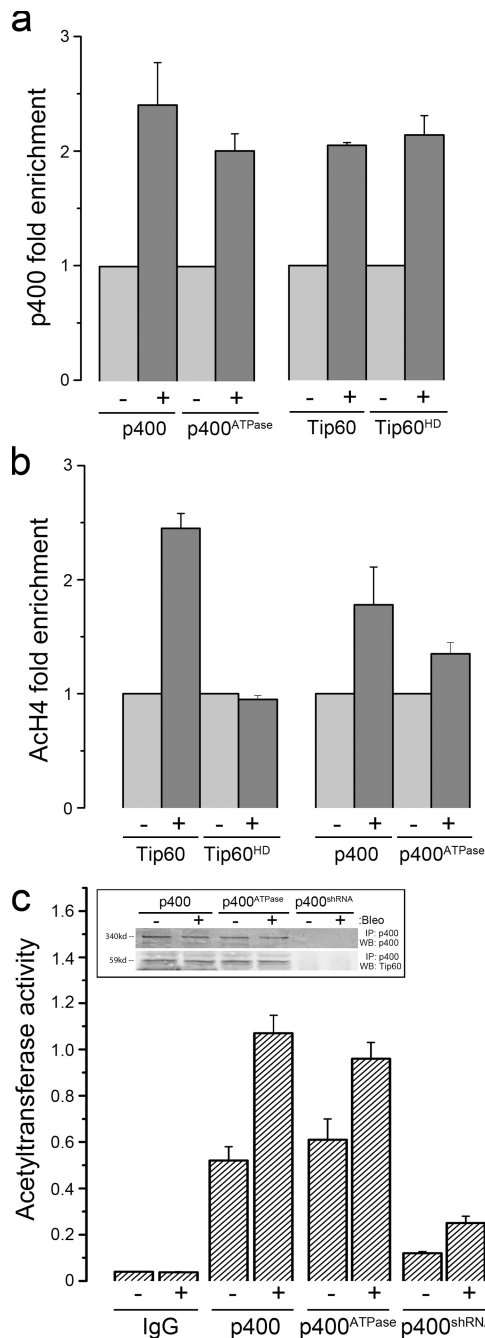 a
p400 fold enrichment
3
2
1
0
- + - + - + - +
p400 p400ATPase Tip60 Tip60HD
b
AcH4 fold enrichment
3
2
1
0
- + - + - + - +
Tip60 Tip60HD p400 p400ATPase
c
Acetyltransferase activity
1.6
1.4
1.2
1.0
0.8
0.6
0.4
0.2
0
p400 p400ATPase p400shRNA
- + - + - + :Bleo
340kd -- IP: p400
WB: p400
59kd -- IP: p400
WB: Tip60
- + - + - + - +
IgG p400 p400ATPase p400shRNA